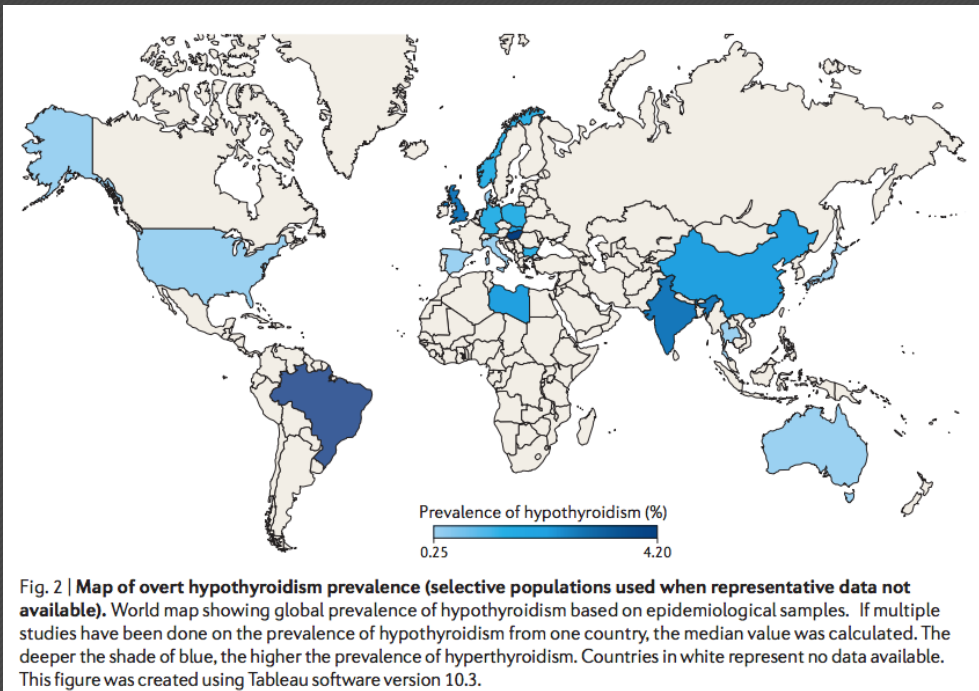 Prevalence of hypothyroidism (%)
0.25 4.20
Fig. 2 | Map of overt hypothyroidism prevalence (selective populations used when representative data not
available). World map showing global prevalence of hypothyroidism based on epidemiological samples. If multiple
studies have been done on the prevalence of hypothyroidism from one country, the median value was calculated. The
deeper the shade of blue, the higher the prevalence of hyperthyroidism. Countries in white represent no data available.
This figure was created using Tableau software version 10.3.